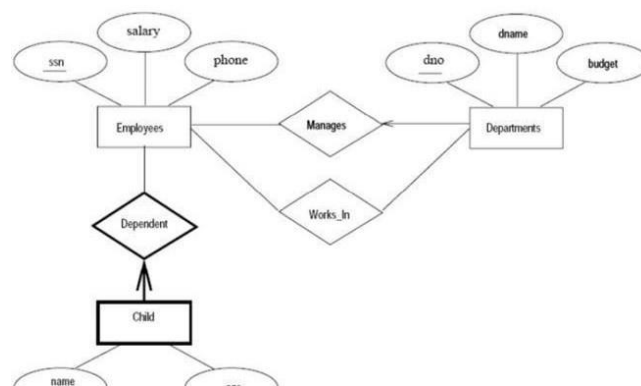 salary
dname
ssn
phone
dno
budget
Employees
Manages
Departments
Dependent
Works_In
Child
name